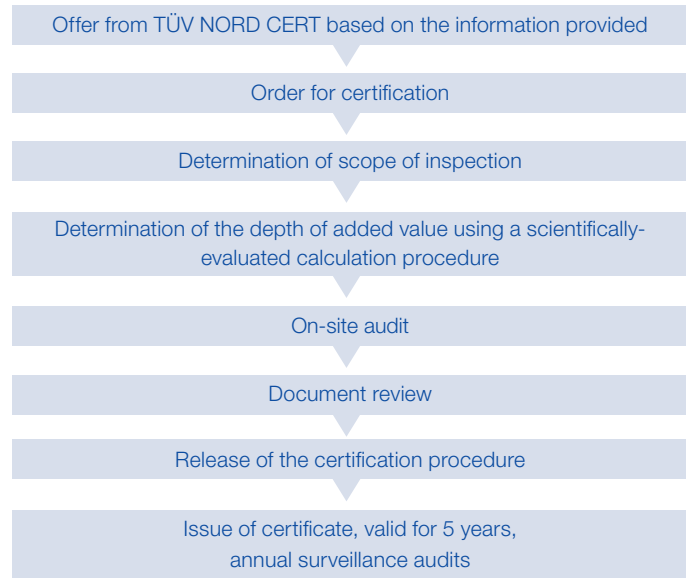 Offer from TÜV NORD CERT based on the information provided
Order for certification
Determination of scope of inspection
Determination of the depth of added value using a scientifically-
evaluated calculation procedure
On-site audit
Document review
Release of the certification procedure
Issue of certificate, valid for 5 years,
annual surveillance audits